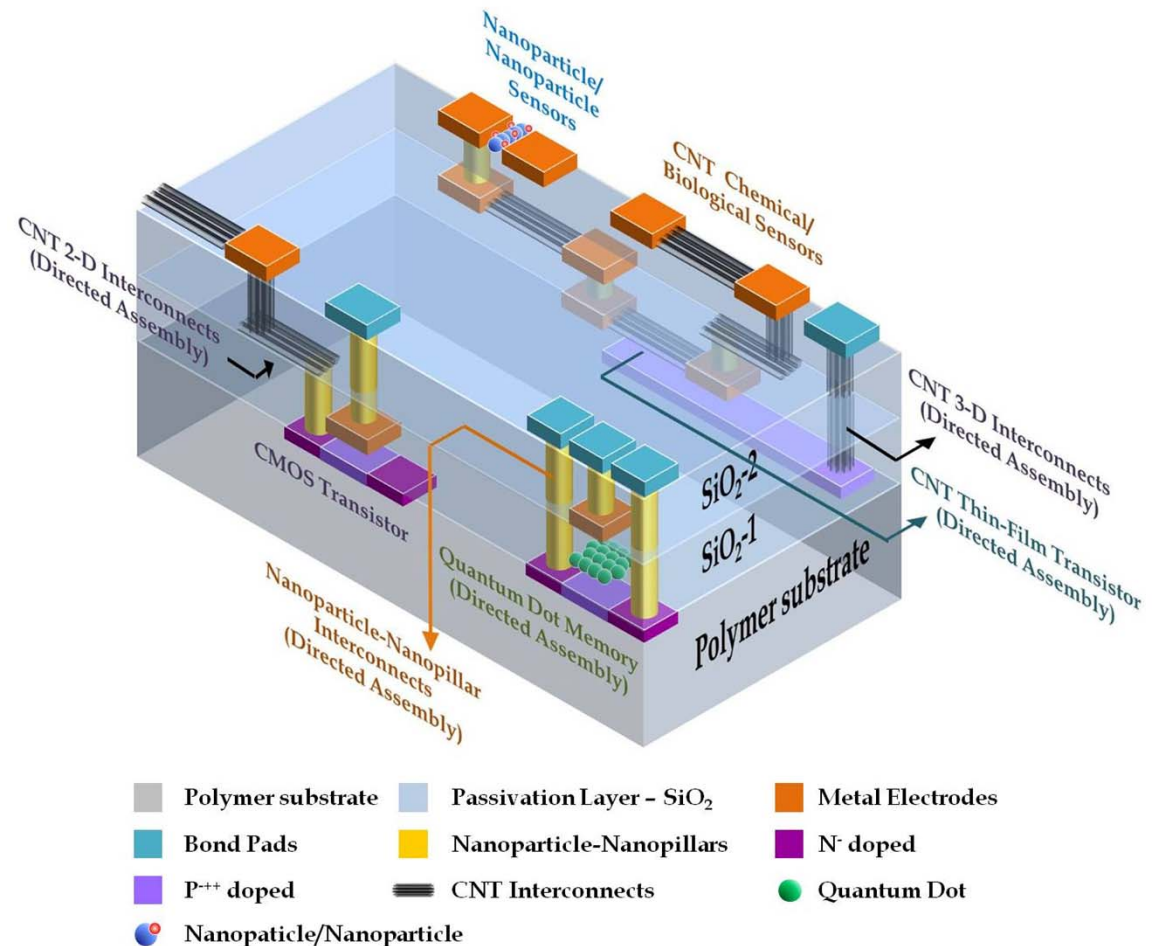 Nanoparticle/
Nanoparticle
Sensors
CNT Chemical/
Biological Sensors
CNT 2-D Interconnects
(Directed Assembly)
CMOS Transistor
CNT 3-D Interconnects
(Directed Assembly)
CNT Thin-Film Transistor
(Directed Assembly)
SiO₂-2
SiO₂-1
Polymer substrate
Quantum Dot Memory
(Directed Assembly)
Nanoparticle-Nanopillar
Interconnects
(Directed Assembly)
Polymer substrate
Passivation Layer – SiO₂
Metal Electrodes
Bond Pads
Nanoparticle-Nanopillars
N⁻ doped
P⁻⁺⁺ doped
CNT Interconnects
Quantum Dot
Nanopaticle/Nanoparticle